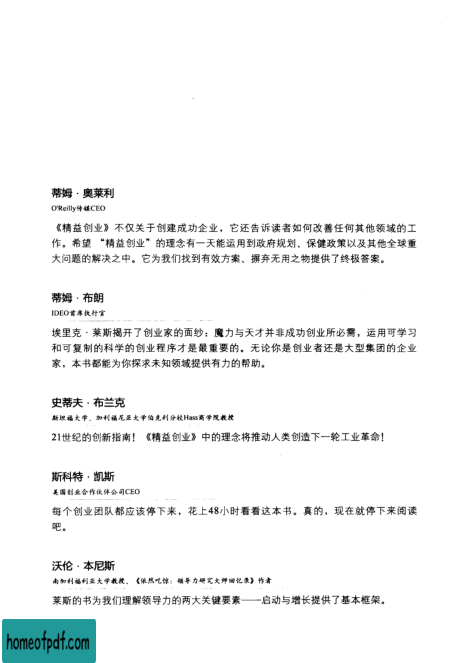 蒂姆·奥莱利
O'Reilly传媒CEO
《精益创业》不仅关于创建成功企业，它还告诉读者如何改善任何其他领域的工
作。希望“精益创业”的理念有一天能运用到政府规划、保健政策以及其他全球重
大问题的解决之中。它为我们找到有效方案、摒弃无用之物提供了终极答案。
蒂姆·布朗
IDEO首席执行官
埃里克·莱斯揭开了创业家的面纱：魔力与天才并非成功创业所必需，运用可学习
和可复制的科学的创业程序才是最重要的。无论你是创业者还是大型集团的企业
家，本书都能为你探求未知领域提供有力的帮助。
史蒂夫·布兰克
斯坦福大学、加利福尼亚大学伯克利分校Hass商学院教授
21世纪的创新指南！《精益创业》中的理念将推动人类创造下一轮工业革命！
斯科特·凯斯
美国创业合作伙伴公司CEO
每个创业团队都应该停下来，花上48小时看看这本书。真的，现在就停下来阅读
吧。
沃伦·本尼斯
南加利福利亚大学教授、《依然吃惊：领导力研究大师回忆录》作者
莱斯的书为我们理解领导力的两大关键要素——启动与增长提供了基本框架。
homeofpdf.com